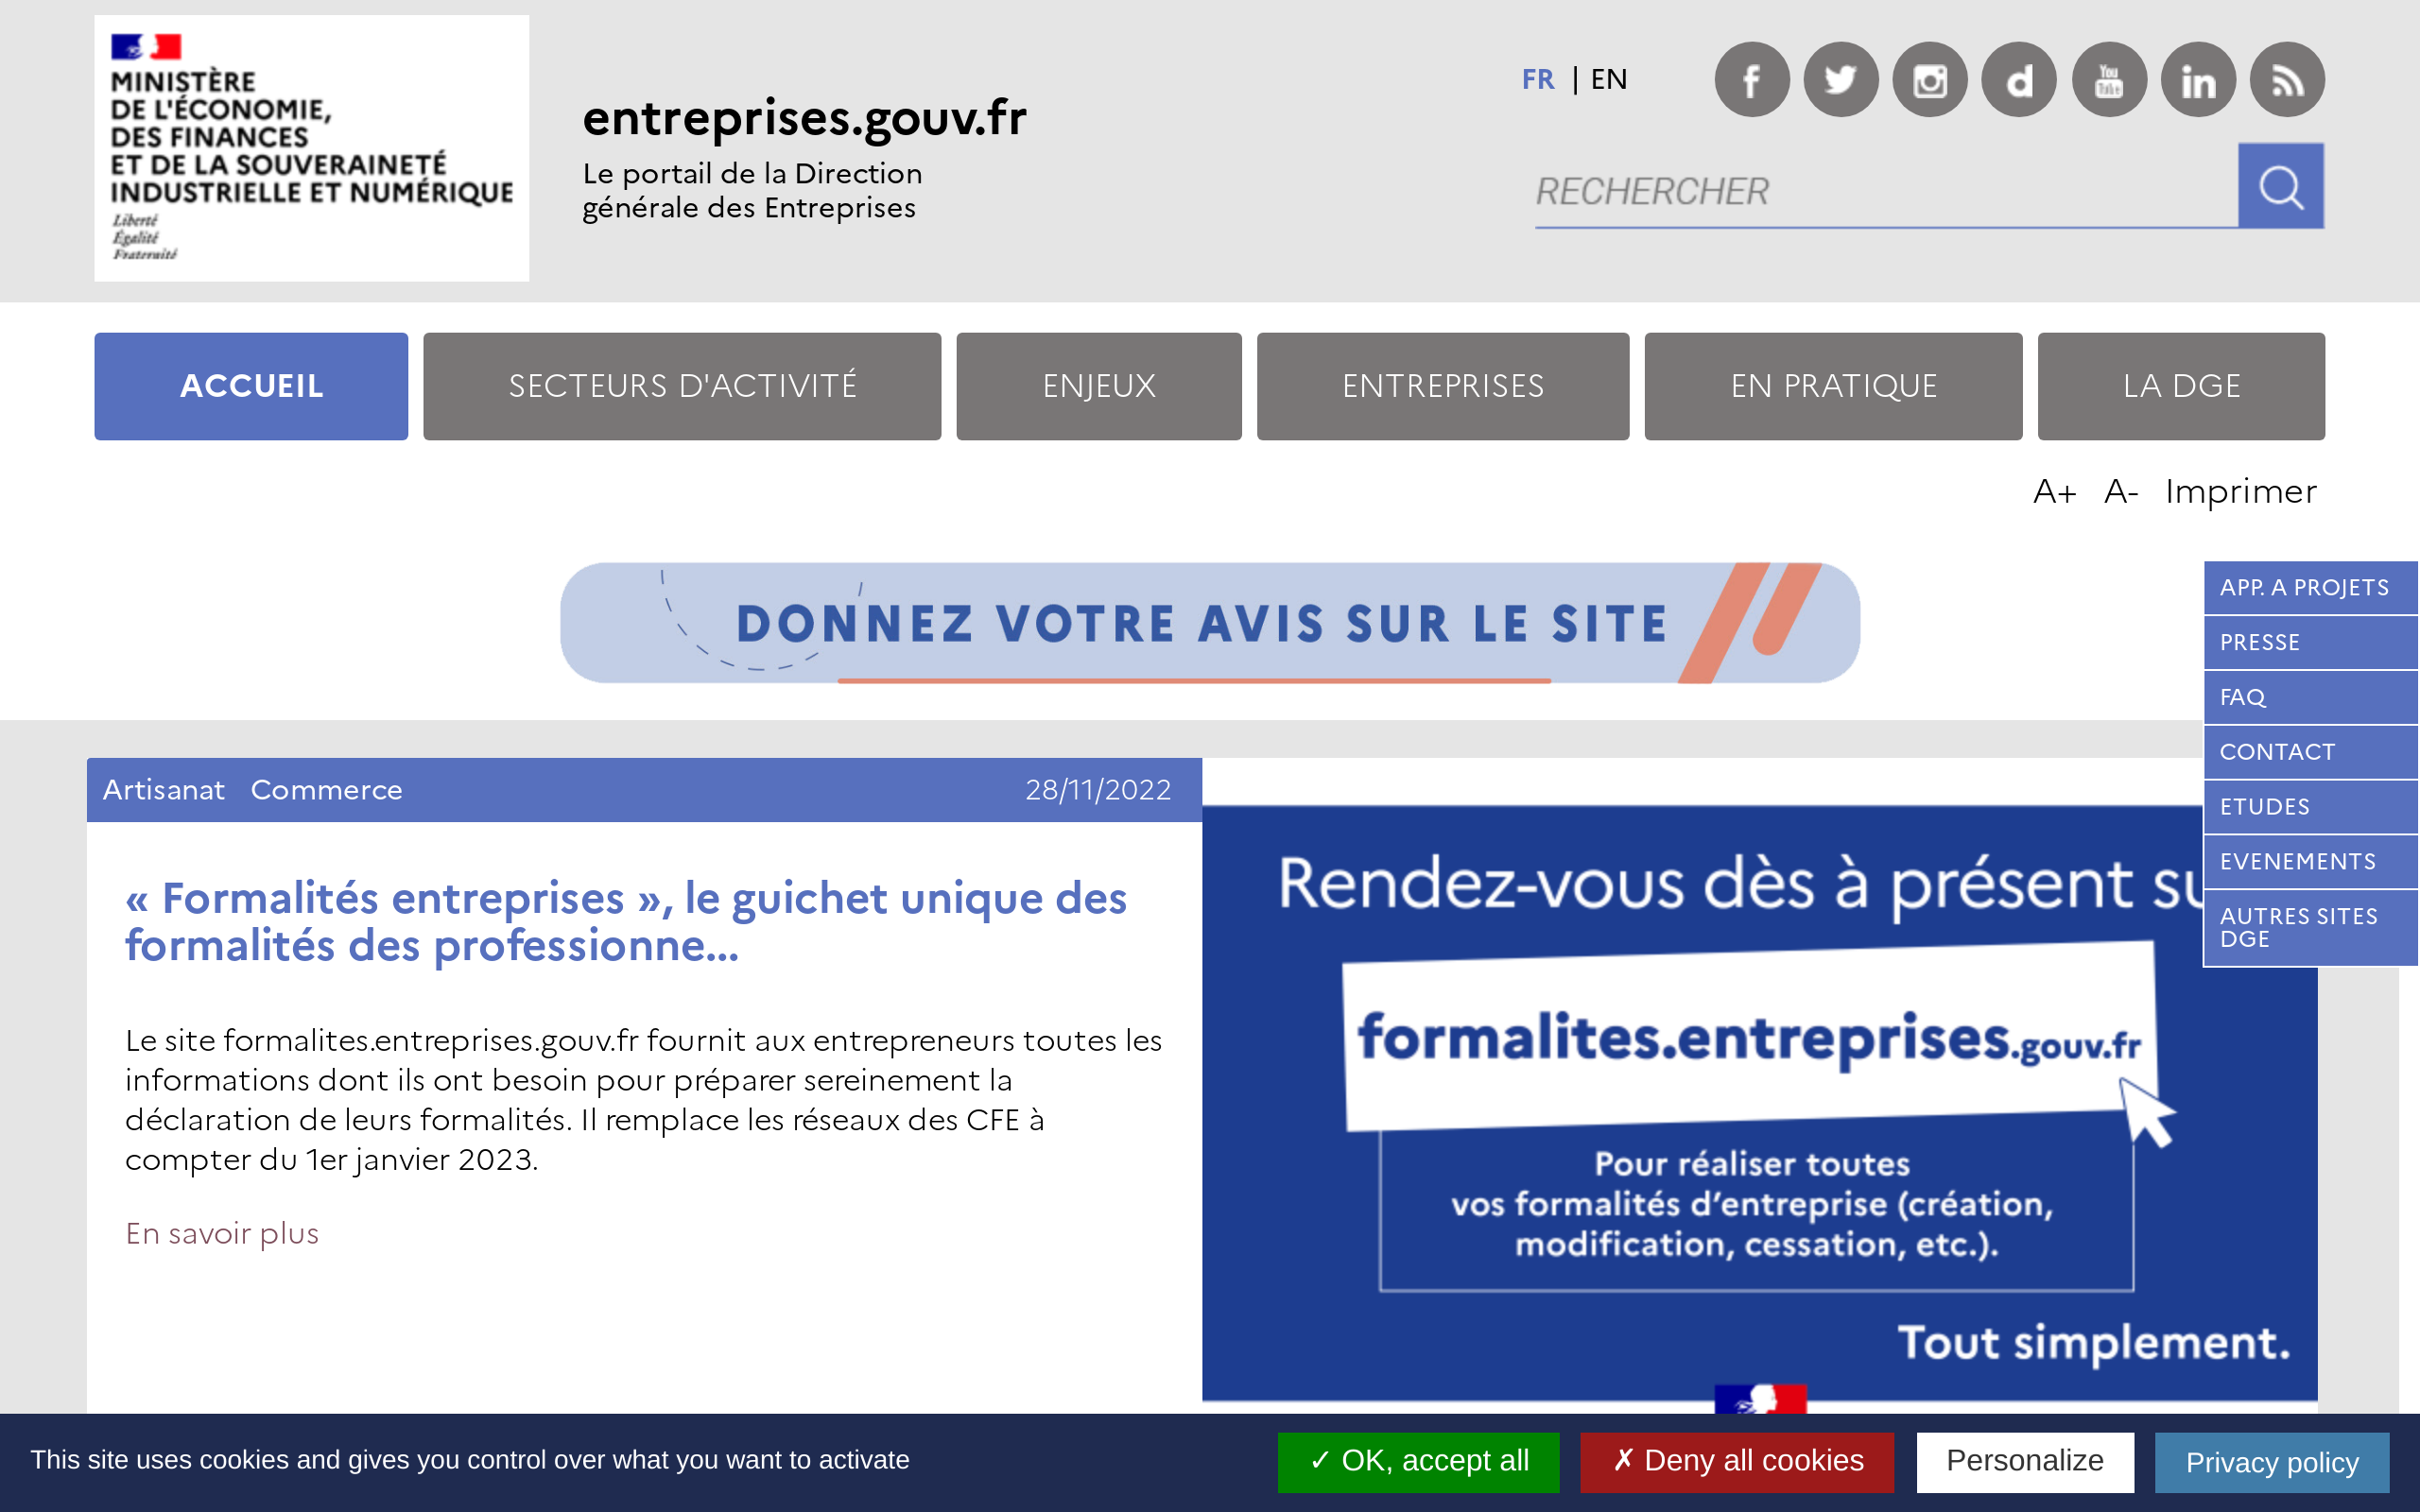 MINISTÈRE
DE L'ÉCONOMIE,
DES FINANCES
ET DE LA SOUVERAINETÉ
INDUSTRIELLE ET NUMÉRIQUE
Liberté
Égalité
Fraternité
entreprises.gouv.fr
Le portail de la Direction
générale des Entreprises
FR | EN
You
Tube
RECHERCHER
ACCUEIL
SECTEURS D'ACTIVITÉ
ENJEUX
ENTREPRISES
EN PRATIQUE
LA DGE
A+ A- Imprimer
DONNEZ VOTRE AVIS SUR LE SITE
APP. A PROJETS
PRESSE
FAQ
CONTACT
ETUDES
EVENEMENTS
AUTRES SITES
DGE
Artisanat Commerce 28/11/2022
« Formalités entreprises », le guichet unique des
formalités des professionne...
Le site formalites.entreprises.gouv.fr fournit aux entrepreneurs toutes les
informations dont ils ont besoin pour préparer sereinement la
déclaration de leurs formalités. Il remplace les réseaux des CFE à
compter du 1er janvier 2023.
En savoir plus
Rendez-vous dès à présent su
formalites.entreprises.gouv.fr
Pour réaliser toutes
vos formalités d’entreprise (création,
modification, cessation, etc.).
Tout simplement.
This site uses cookies and gives you control over what you want to activate
✓ OK, accept all
✗ Deny all cookies
Personalize
Privacy policy